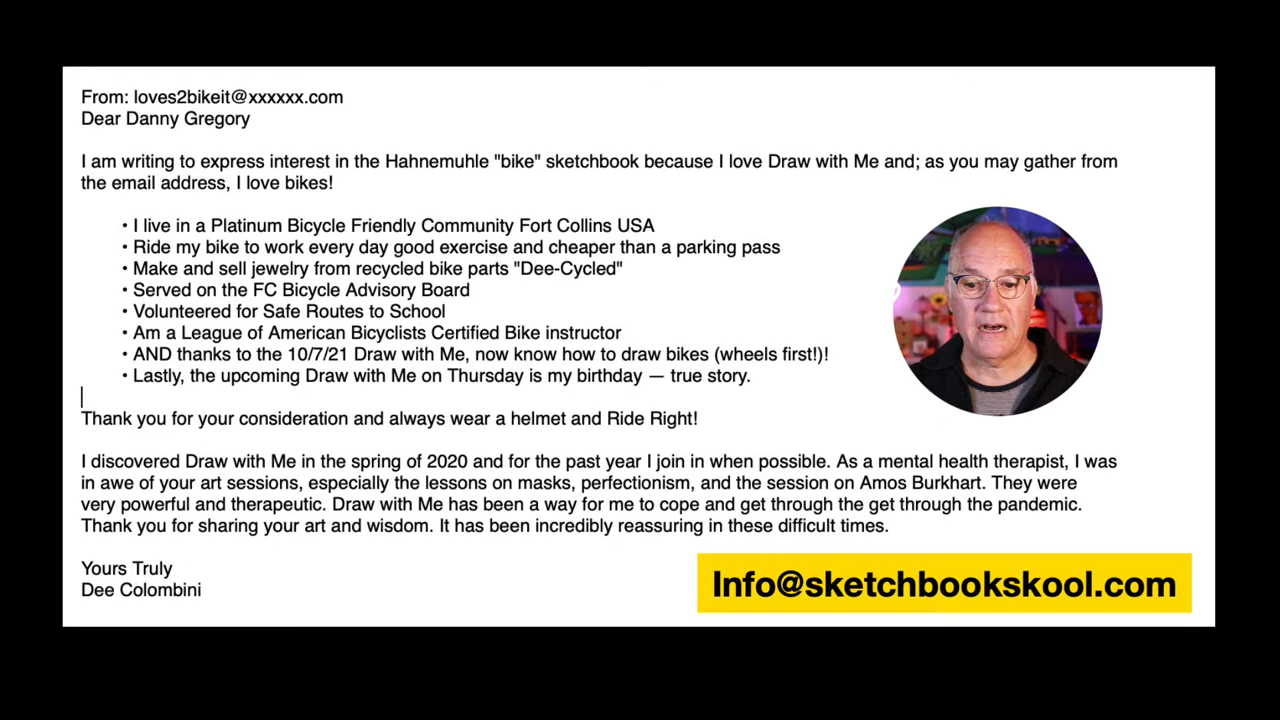 From: loves2bikeit@xxxxxx.com
Dear Danny Gregory
I am writing to express interest in the Hahnemuhle "bike" sketchbook because I love Draw with Me and; as you may gather from
the email address, I love bikes!
• I live in a Platinum Bicycle Friendly Community Fort Collins USA
• Ride my bike to work every day good exercise and cheaper than a parking pass
• Make and sell jewelry from recycled bike parts "Dee-Cycled"
• Served on the FC Bicycle Advisory Board
• Volunteered for Safe Routes to School
• Am a League of American Bicyclists Certified Bike instructor
• AND thanks to the 10/7/21 Draw with Me, now know how to draw bikes (wheels first!)!
• Lastly, the upcoming Draw with Me on Thursday is my birthday — true story.
Thank you for your consideration and always wear a helmet and Ride Right!
I discovered Draw with Me in the spring of 2020 and for the past year I join in when possible. As a mental health therapist, I was
in awe of your art sessions, especially the lessons on masks, perfectionism, and the session on Amos Burkhart. They were
very powerful and therapeutic. Draw with Me has been a way for me to cope and get through the get through the pandemic.
Thank you for sharing your art and wisdom. It has been incredibly reassuring in these difficult times.
Yours Truly
Dee Colombini
Info@sketchbookskool.com